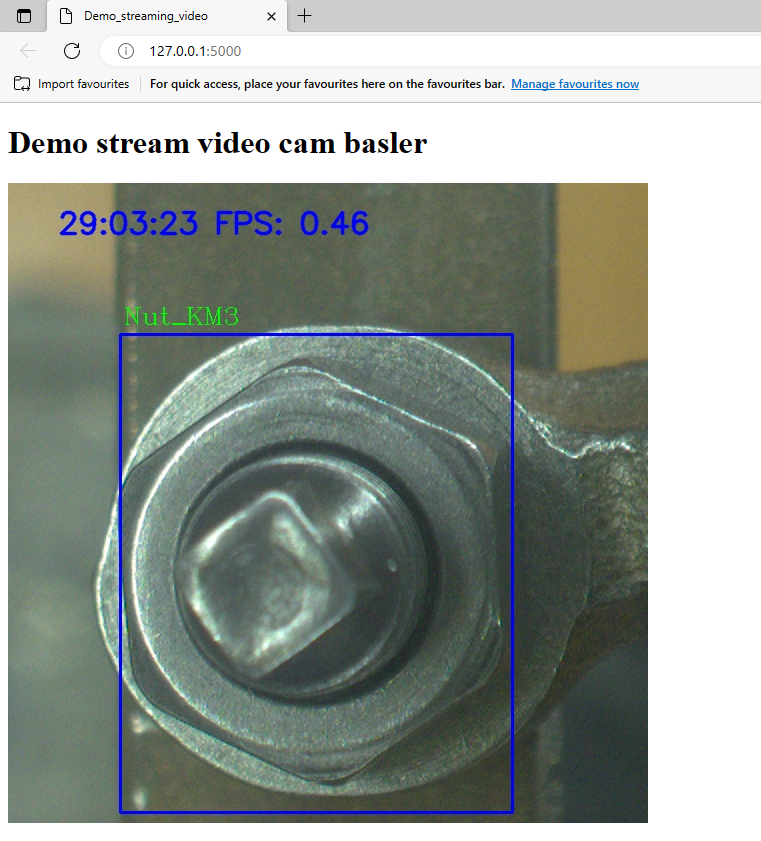 Demo_streaming_video
127.0.0.1:5000
Import favourites
For quick access, place your favourites here on the favourites bar. Manage favourites now
Demo stream video cam basler
29:03:23 FPS: 0.46
Nut_KM3